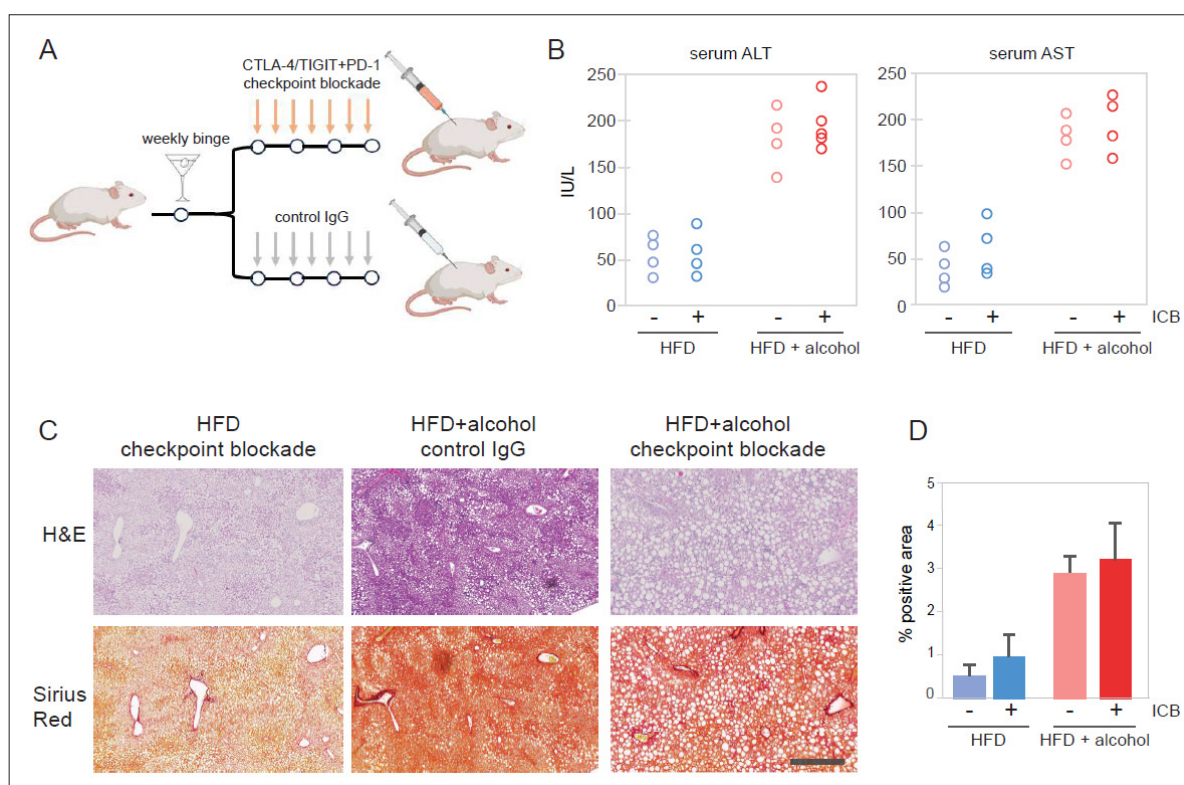 A
CTLA-4/TIGIT+PD-1
checkpoint blockade
weekly binge
control IgG
B
serum ALT
serum AST
IU/L
250
200
150
100
50
0
250
200
150
100
50
0
- + - +
HFD HFD + alcohol
- + - + ICB
HFD HFD + alcohol
C
HFD
checkpoint blockade
HFD+alcohol
control IgG
HFD+alcohol
checkpoint blockade
H&E
Sirius
Red
D
% positive area
5
4
3
2
1
0
- + - + ICB
HFD HFD + alcohol